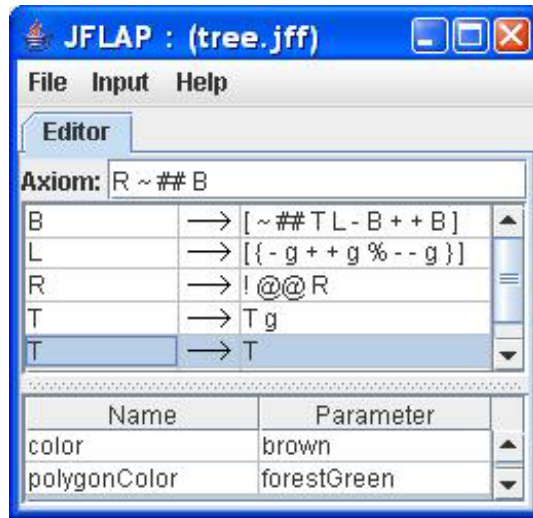 JFLAP : (tree.jff)
File Input Help
Editor
Axiom: R ~ ## B
B → [ ~ ## T L - B + + B ]
L → [ { - g + + g % - - g } ]
R → ! @@ R
T → T g
T → T
Name Parameter
color brown
polygonColor forestGreen